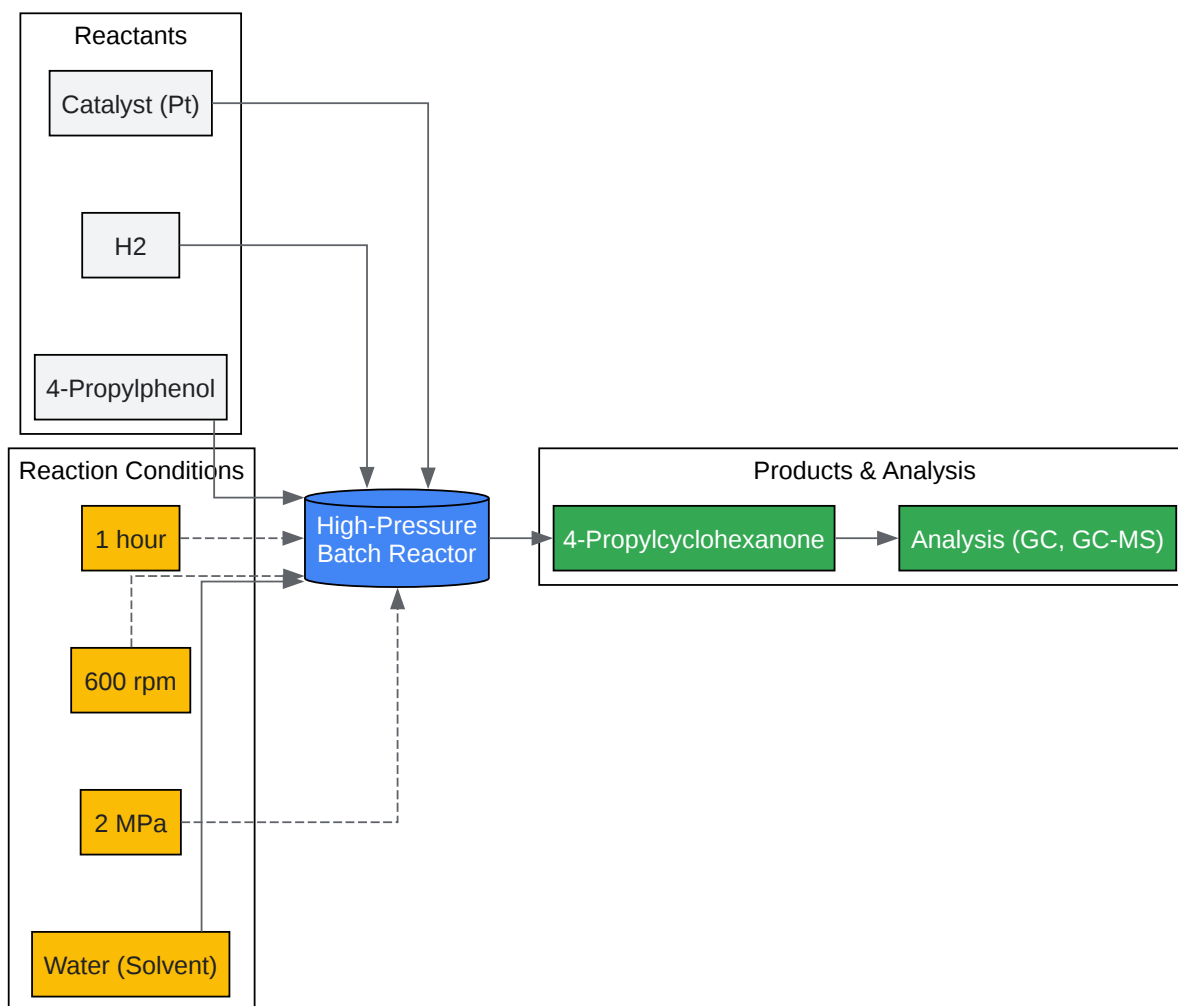 Reactants
Catalyst (Pt)
H2
4-Propylphenol
Reaction Conditions
1 hour
600 rpm
2 MPa
Water (Solvent)
High-Pressure
Batch Reactor
Products & Analysis
4-Propylcyclohexanone
Analysis (GC, GC-MS)